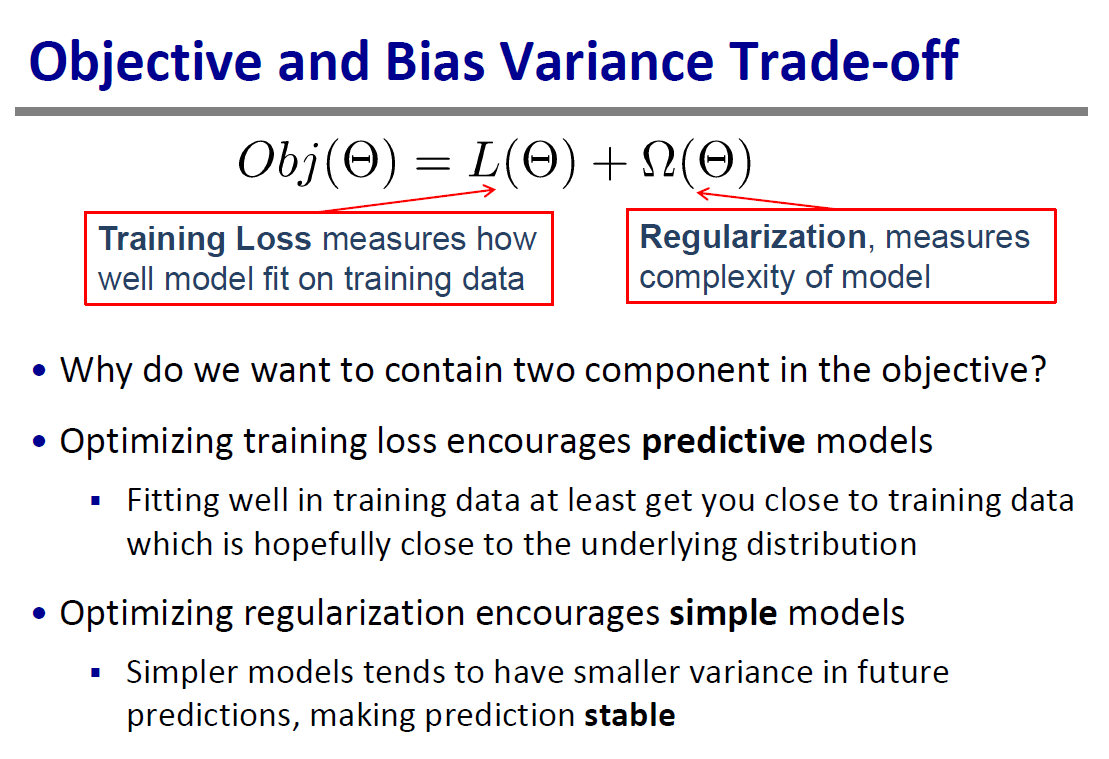 Objective and Bias Variance Trade-off
Obj(Θ) = L(Θ) + Ω(Θ)
Training Loss measures how
well model fit on training data
Regularization, measures
complexity of model
• Why do we want to contain two component in the objective?
• Optimizing training loss encourages predictive models
▪ Fitting well in training data at least get you close to training data
which is hopefully close to the underlying distribution
• Optimizing regularization encourages simple models
▪ Simpler models tends to have smaller variance in future
predictions, making prediction stable